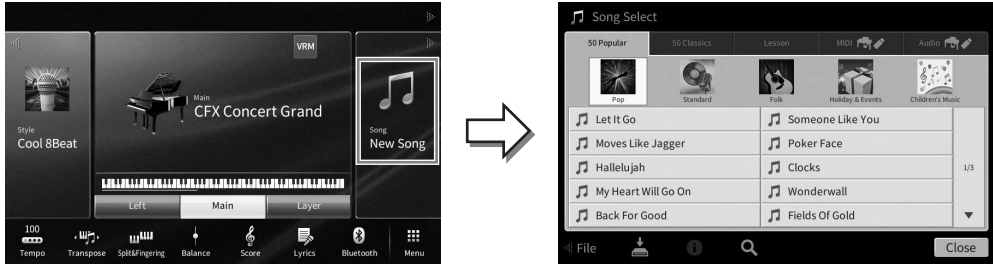 VRM
Main
CFX Concert Grand
Style
Cool 8Beat
Song
New Song
Left
Main
Layer
100
Tempo
Transpose
Split&Fingering
Balance
Score
Lyrics
Bluetooth
Menu
Song Select
50 Popular
50 Classics
Lesson
MIDI
Audio
Pop
Standard
Folk
Holiday & Events
Children's Music
Let It Go
Someone Like You
Moves Like Jagger
Poker Face
Hallelujah
Clocks
1/3
My Heart Will Go On
Wonderwall
Back For Good
Fields Of Gold
File
Close